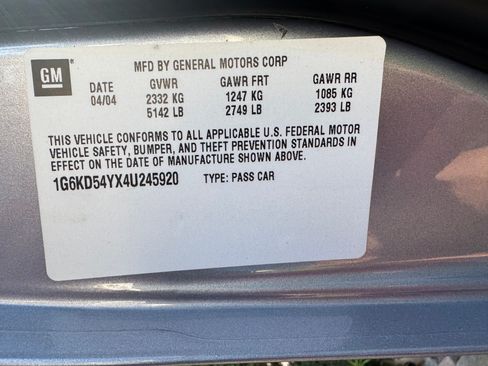 GM
MFD BY GENERAL MOTORS CORP
DATE GVWR GAWR FRT GAWR RR
04/04 2332 KG 1247 KG 1085 KG
5142 LB 2749 LB 2393 LB
THIS VEHICLE CONFORMS TO ALL APPLICABLE U.S. FEDERAL MOTOR
VEHICLE SAFETY, BUMPER, AND THEFT PREVENTION STANDARDS IN
EFFECT ON THE DATE OF MANUFACTURE SHOWN ABOVE.
1G6KD54YX4U245920 TYPE: PASS CAR